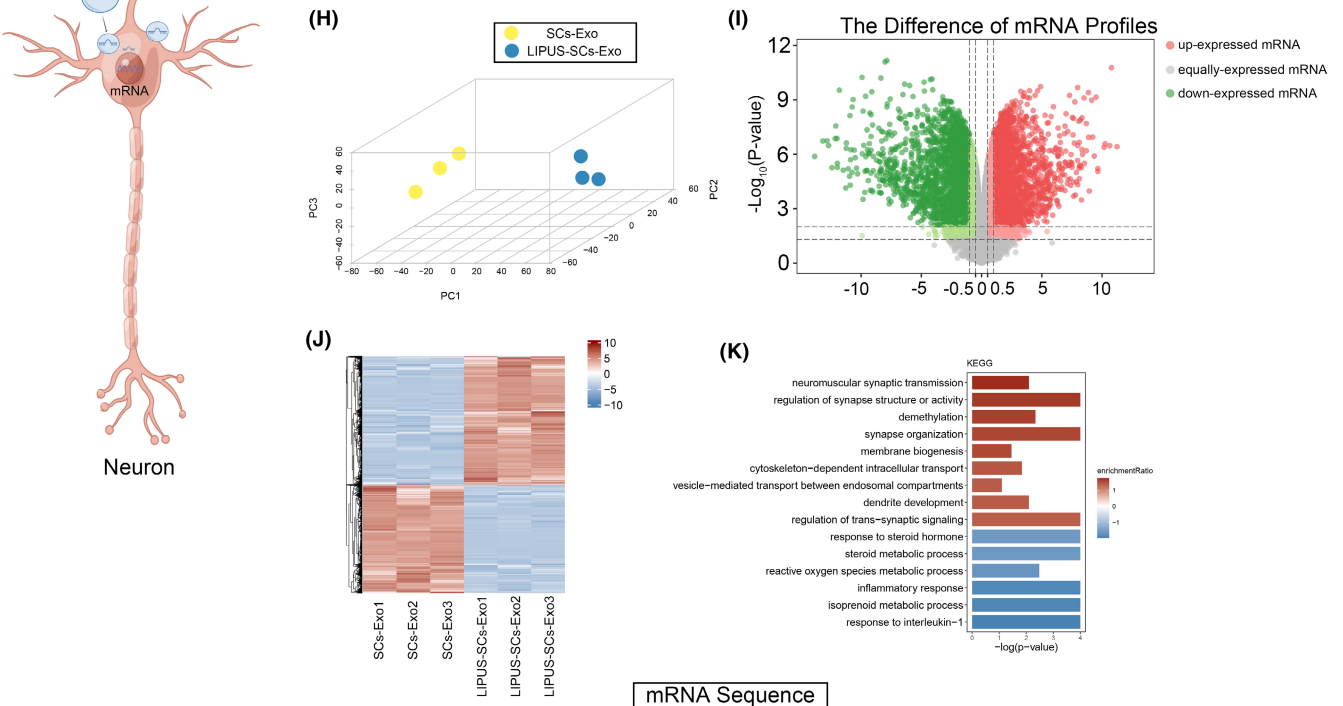 mRNA
Neuron
(H)
SCs-Exo
LIPUS-SCs-Exo
PC3
60
40
20
0
−20
−40
−60
−80 −60 −40 −20 0 20 40 60 80
PC1
−60
−40
−20
0
20
40
60
PC2
(I)
The Difference of mRNA Profiles
-Log10(P-value)
12
9
6
3
0
-10 -5 -0.5 0 0.5 5 10
up-expressed mRNA
equally-expressed mRNA
down-expressed mRNA
(J)
10
5
0
−5
−10
SCs-Exo1
SCs-Exo2
SCs-Exo3
LIPUS-SCs-Exo1
LIPUS-SCs-Exo2
LIPUS-SCs-Exo3
(K)
KEGG
neuromuscular synaptic transmission
regulation of synapse structure or activity
demethylation
synapse organization
membrane biogenesis
cytoskeleton−dependent intracellular transport
vesicle−mediated transport between endosomal compartments
dendrite development
regulation of trans−synaptic signaling
response to steroid hormone
steroid metabolic process
reactive oxygen species metabolic process
inflammatory response
isoprenoid metabolic process
response to interleukin−1
0 1 2 3 4
−log(p−value)
enrichmentRatio
1
0
−1
mRNA Sequence